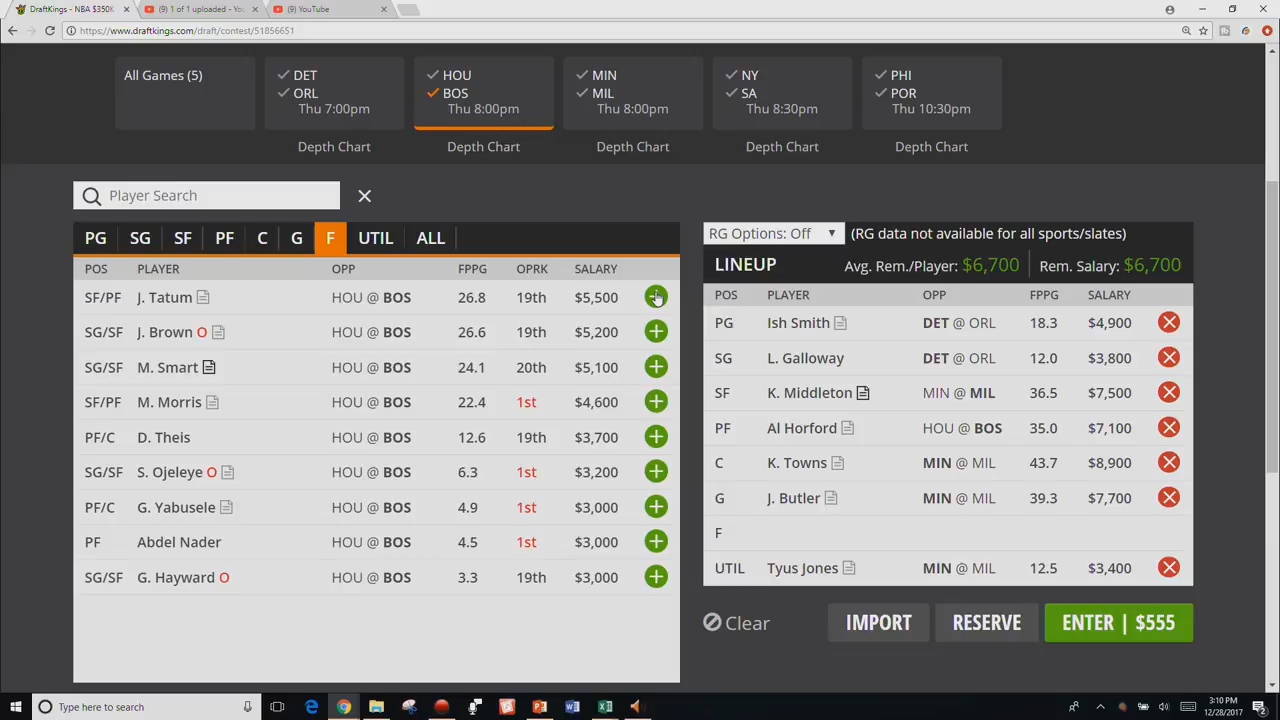 DraftKings - NBA $350K
(9) 1 of 1 uploaded - You
(9) YouTube
https://www.draftkings.com/draft/contest/51856651
All Games (5)
DET
ORL
Thu 7:00pm
HOU
BOS
Thu 8:00pm
MIN
MIL
Thu 8:00pm
NY
SA
Thu 8:30pm
PHI
POR
Thu 10:30pm
Depth Chart Depth Chart Depth Chart Depth Chart Depth Chart
Player Search
PG SG SF PF C G F UTIL ALL
POS PLAYER OPP FPPG OPRK SALARY
SF/PF J. Tatum HOU @ BOS 26.8 19th $5,500
SG/SF J. Brown O HOU @ BOS 26.6 19th $5,200
SG/SF M. Smart HOU @ BOS 24.1 20th $5,100
SF/PF M. Morris HOU @ BOS 22.4 1st $4,600
PF/C D. Theis HOU @ BOS 12.6 19th $3,700
SG/SF S. Ojeleye O HOU @ BOS 6.3 1st $3,200
PF/C G. Yabusele HOU @ BOS 4.9 1st $3,000
PF Abdel Nader HOU @ BOS 4.5 1st $3,000
SG/SF G. Hayward O HOU @ BOS 3.3 19th $3,000
RG Options: Off (RG data not available for all sports/slates)
LINEUP Avg. Rem./Player: $6,700 Rem. Salary: $6,700
POS PLAYER OPP FPPG SALARY
PG Ish Smith DET @ ORL 18.3 $4,900
SG L. Galloway DET @ ORL 12.0 $3,800
SF K. Middleton MIN @ MIL 36.5 $7,500
PF Al Horford HOU @ BOS 35.0 $7,100
C K. Towns MIN @ MIL 43.7 $8,900
G J. Butler MIN @ MIL 39.3 $7,700
F
UTIL Tyus Jones MIN @ MIL 12.5 $3,400
Clear IMPORT RESERVE ENTER | $555
Type here to search
3:10 PM
12/28/2017